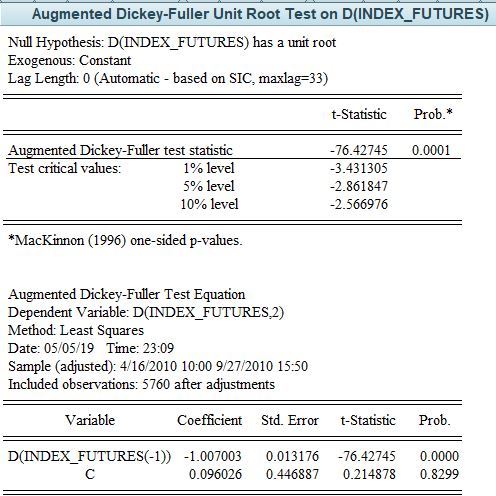 Augmented Dickey-Fuller Unit Root Test on D(INDEX_FUTURES)
Null Hypothesis: D(INDEX_FUTURES) has a unit root
Exogenous: Constant
Lag Length: 0 (Automatic - based on SIC, maxlag=33)
t-Statistic Prob.*
Augmented Dickey-Fuller test statistic -76.42745 0.0001
Test critical values: 1% level -3.431305
5% level -2.861847
10% level -2.566976
*MacKinnon (1996) one-sided p-values.
Augmented Dickey-Fuller Test Equation
Dependent Variable: D(INDEX_FUTURES,2)
Method: Least Squares
Date: 05/05/19 Time: 23:09
Sample (adjusted): 4/16/2010 10:00 9/27/2010 15:50
Included observations: 5760 after adjustments
Variable Coefficient Std. Error t-Statistic Prob.
D(INDEX_FUTURES(-1)) -1.007003 0.013176 -76.42745 0.0000
C 0.096026 0.446887 0.214878 0.8299